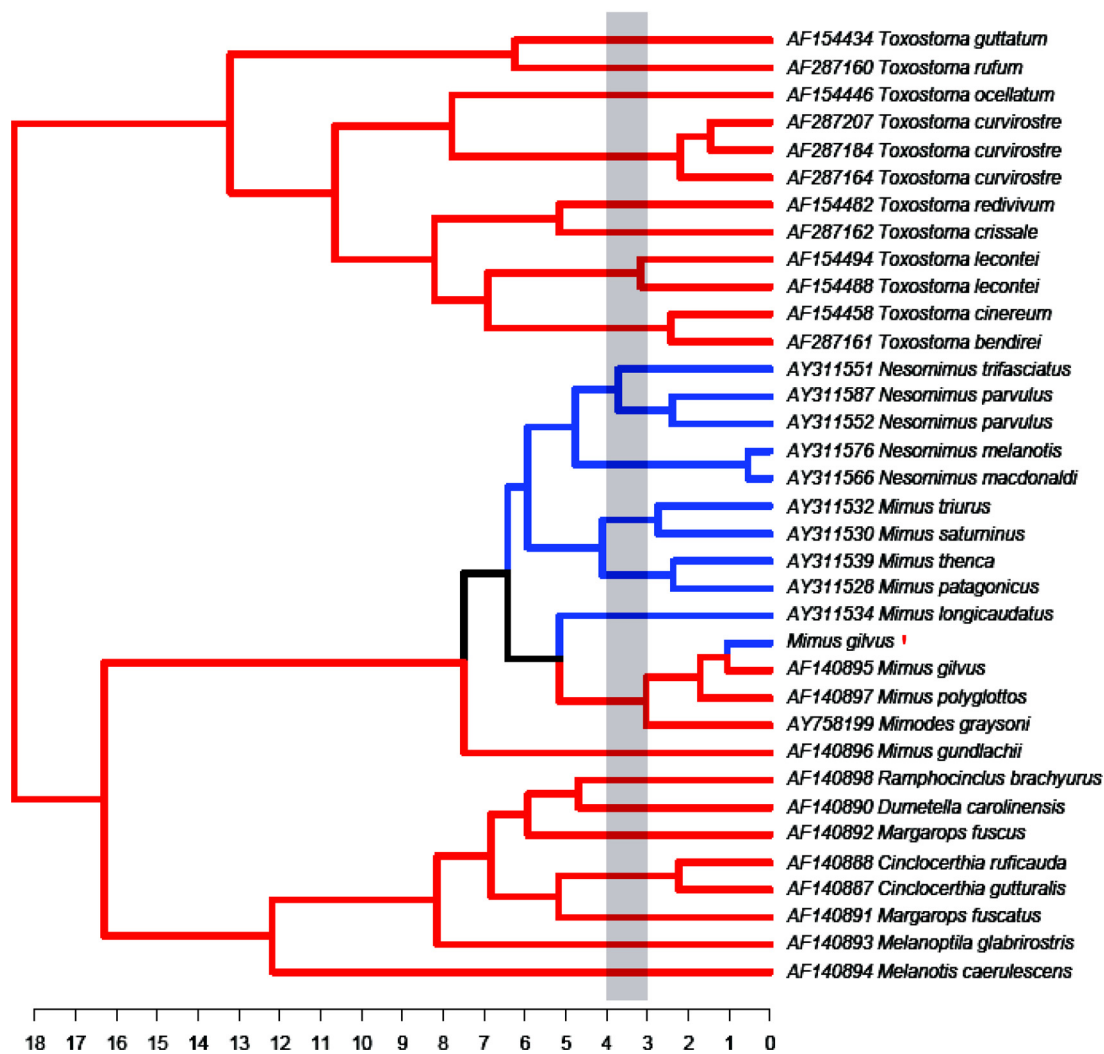 AF154434 Toxostoma guttatum
AF287160 Toxostoma rufum
AF154446 Toxostoma ocellatum
AF287207 Toxostoma curvirostre
AF287184 Toxostoma curvirostre
AF287164 Toxostoma curvirostre
AF154482 Toxostoma redivivum
AF287162 Toxostoma crissale
AF154494 Toxostoma lecontei
AF154488 Toxostoma lecontei
AF154458 Toxostoma cinereum
AF287161 Toxostoma bendirei
AY311551 Nesomimus trifasciatus
AY311587 Nesomimus parvulus
AY311552 Nesomimus parvulus
AY311576 Nesomimus melanotis
AY311566 Nesomimus macdonaldi
AY311532 Mimus triurus
AY311530 Mimus saturninus
AY311539 Mimus thenca
AY311528 Mimus patagonicus
AY311534 Mimus longicaudatus
Mimus gilvus '
AF140895 Mimus gilvus
AF140897 Mimus polyglottos
AY758199 Mimodes graysoni
AF140896 Mimus gundlachii
AF140898 Ramphocinclus brachyurus
AF140890 Dumetella carolinensis
AF140892 Margarops fuscus
AF140888 Cinclocerthia ruficauda
AF140887 Cinclocerthia gutturalis
AF140891 Margarops fuscatus
AF140893 Melanoptila glabrirostris
AF140894 Melanotis caerulescens
18 17 16 15 14 13 12 11 10 9 8 7 6 5 4 3 2 1 0